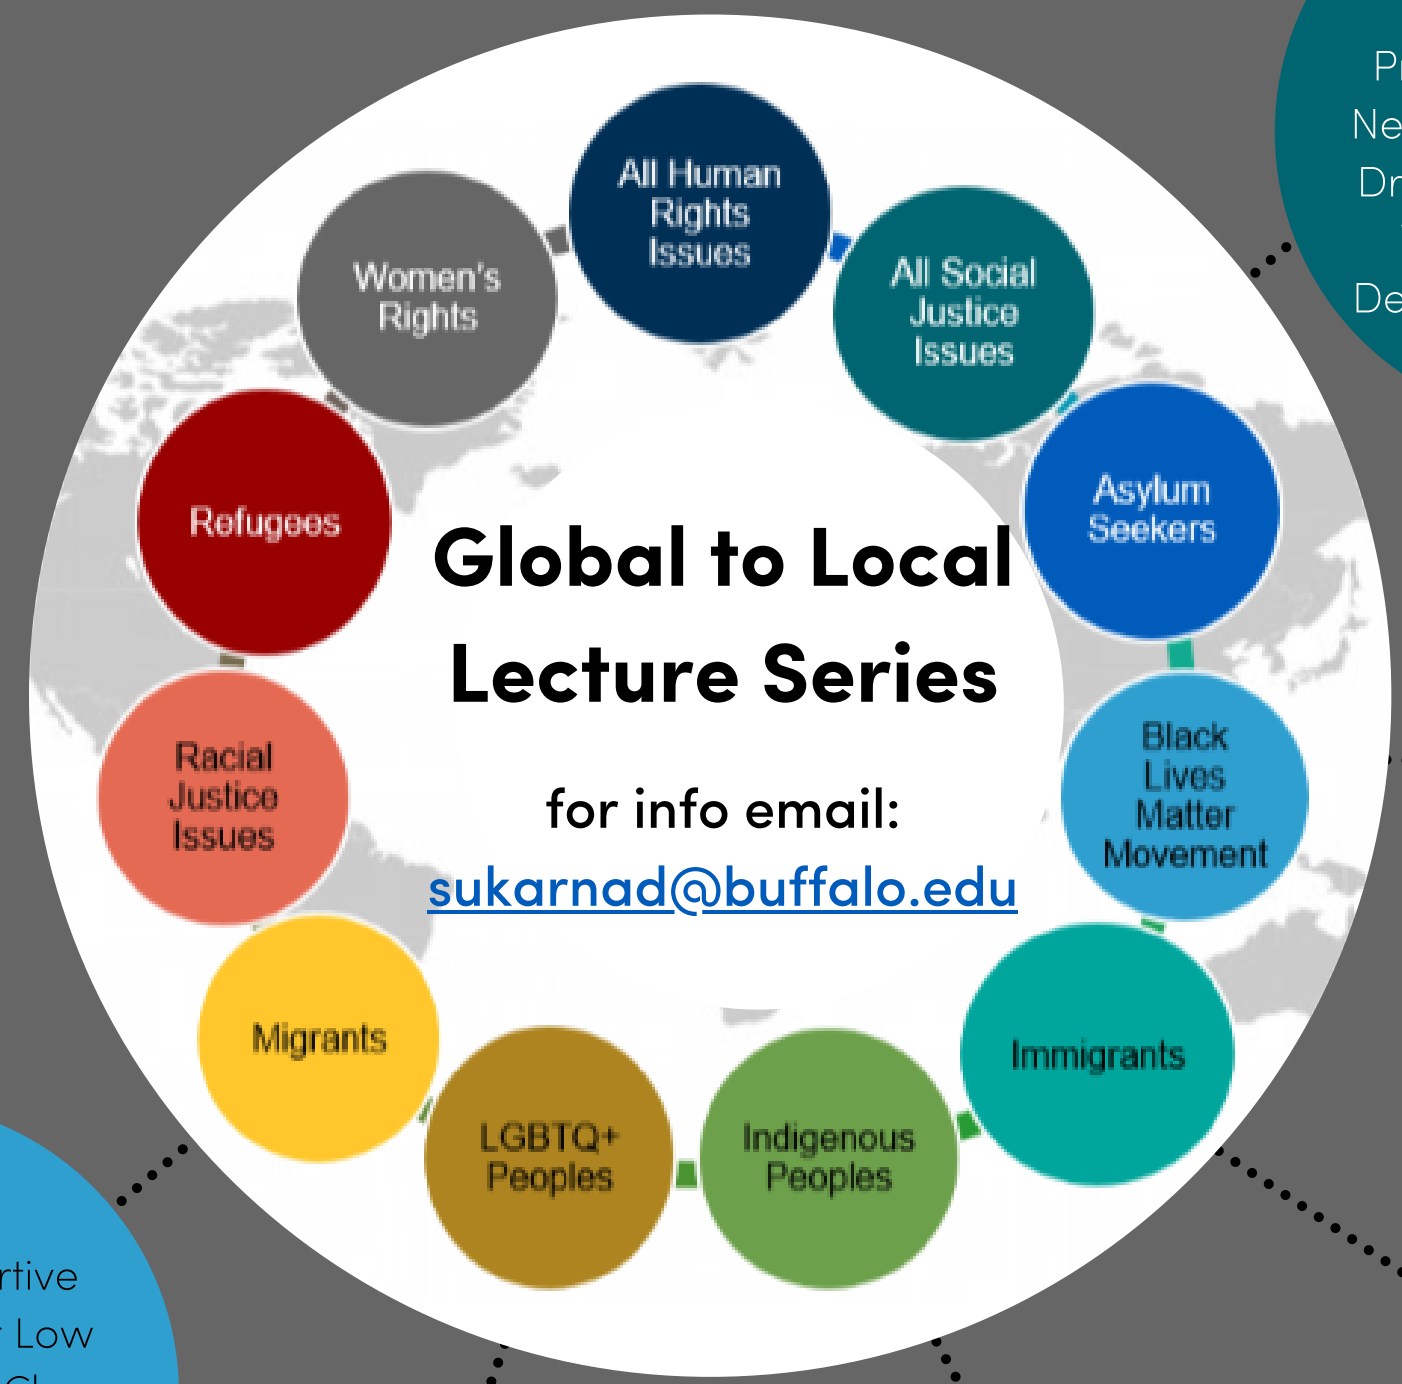 All Human
Rights
Issues
All Social
Justice
Issues
Asylum
Seekers
Black
Lives
Matter
Movement
Immigrants
Indigenous
Peoples
LGBTQ+
Peoples
Migrants
Racial
Justice
Issues
Refugees
Women's
Rights
Global to Local
Lecture Series
for info email:
sukarnad@buffalo.edu
Low